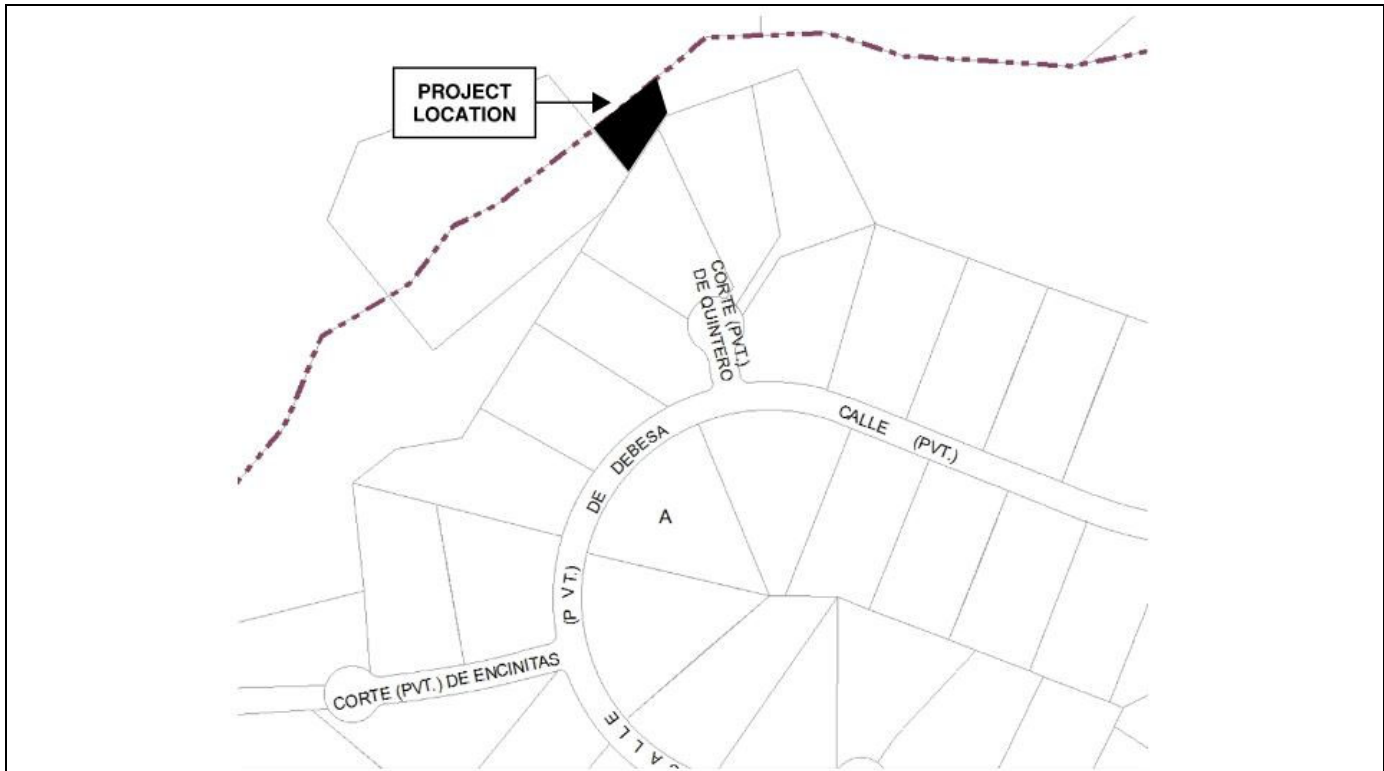 PROJECT
LOCATION
CORTE (PVT.)
DE QUINTERO
CALLE (PVT.)
DE DEBESA
A
(P VT.)
CORTE (PVT.) DE ENCINITAS
C A L L E